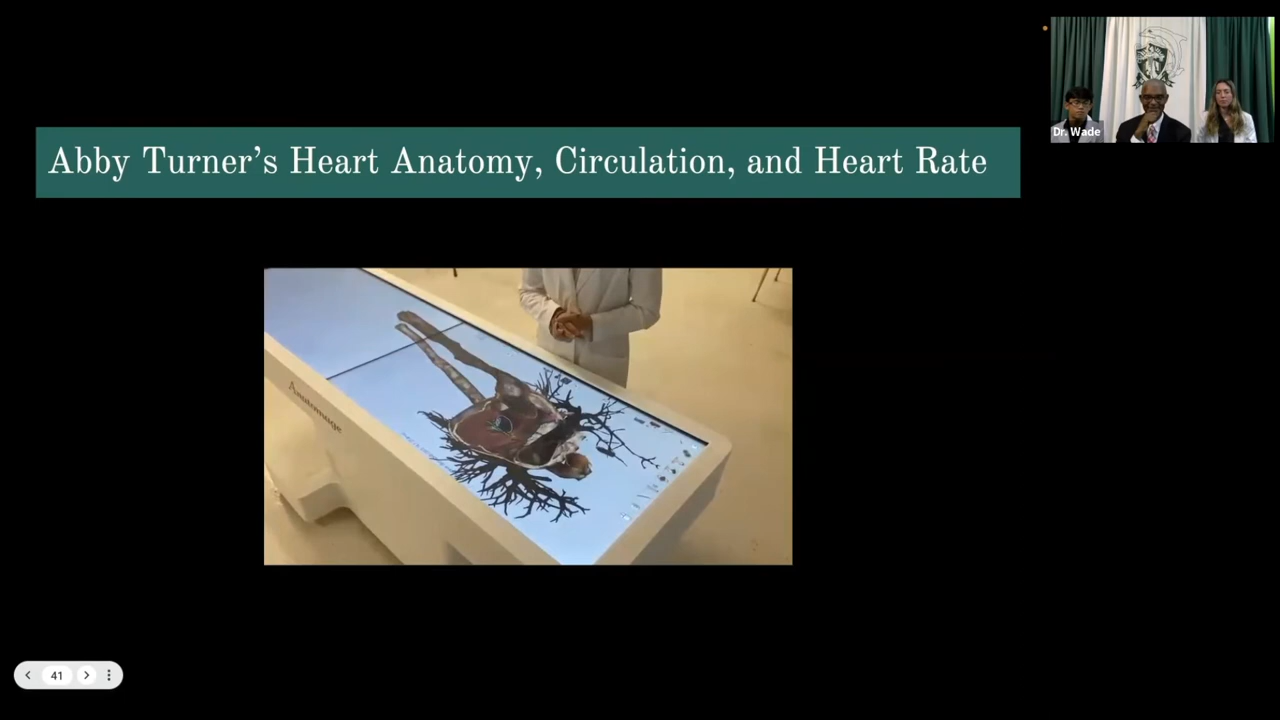 Abby Turner's Heart Anatomy, Circulation, and Heart Rate
Dr. Wade
Anatomage
41